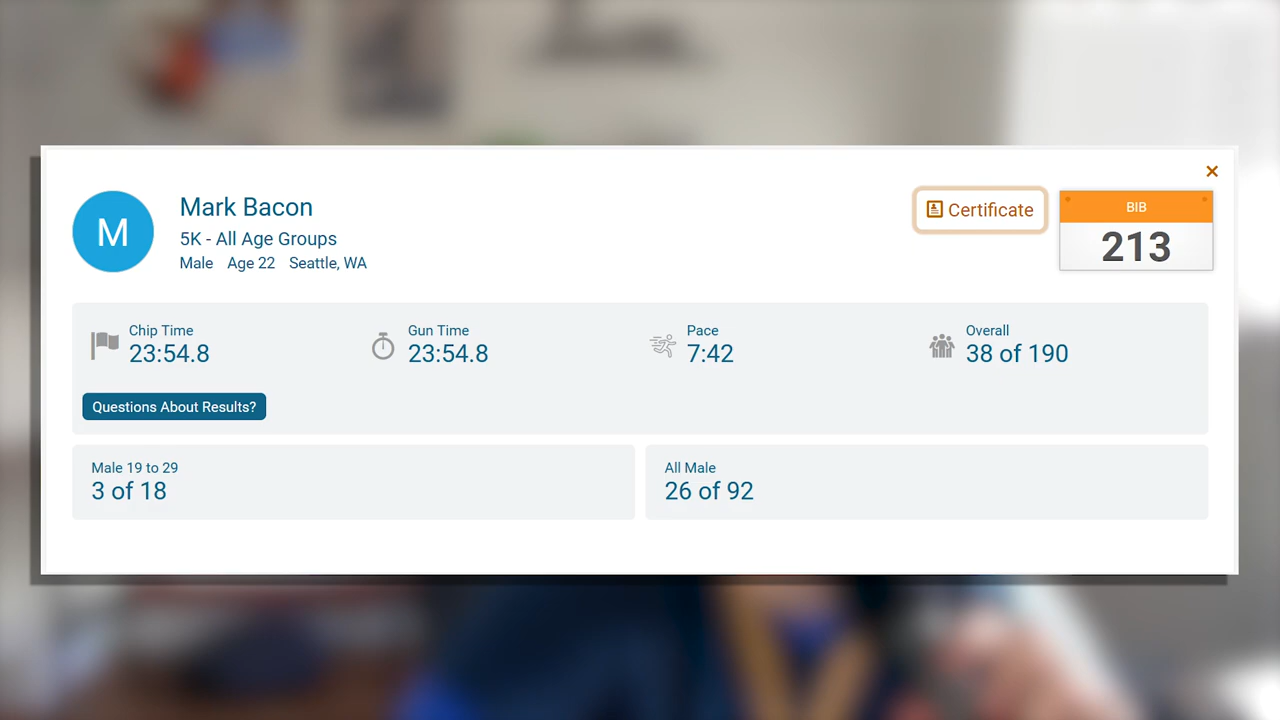 M
Mark Bacon
5K - All Age Groups
Male Age 22 Seattle, WA
Certificate
BIB
213
Chip Time
23:54.8
Gun Time
23:54.8
Pace
7:42
Overall
38 of 190
Questions About Results?
Male 19 to 29
3 of 18
All Male
26 of 92